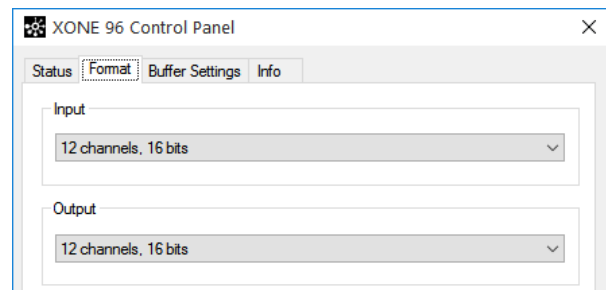 XONE 96 Control Panel
Status Format Buffer Settings Info
Input
12 channels, 16 bits
Output
12 channels, 16 bits